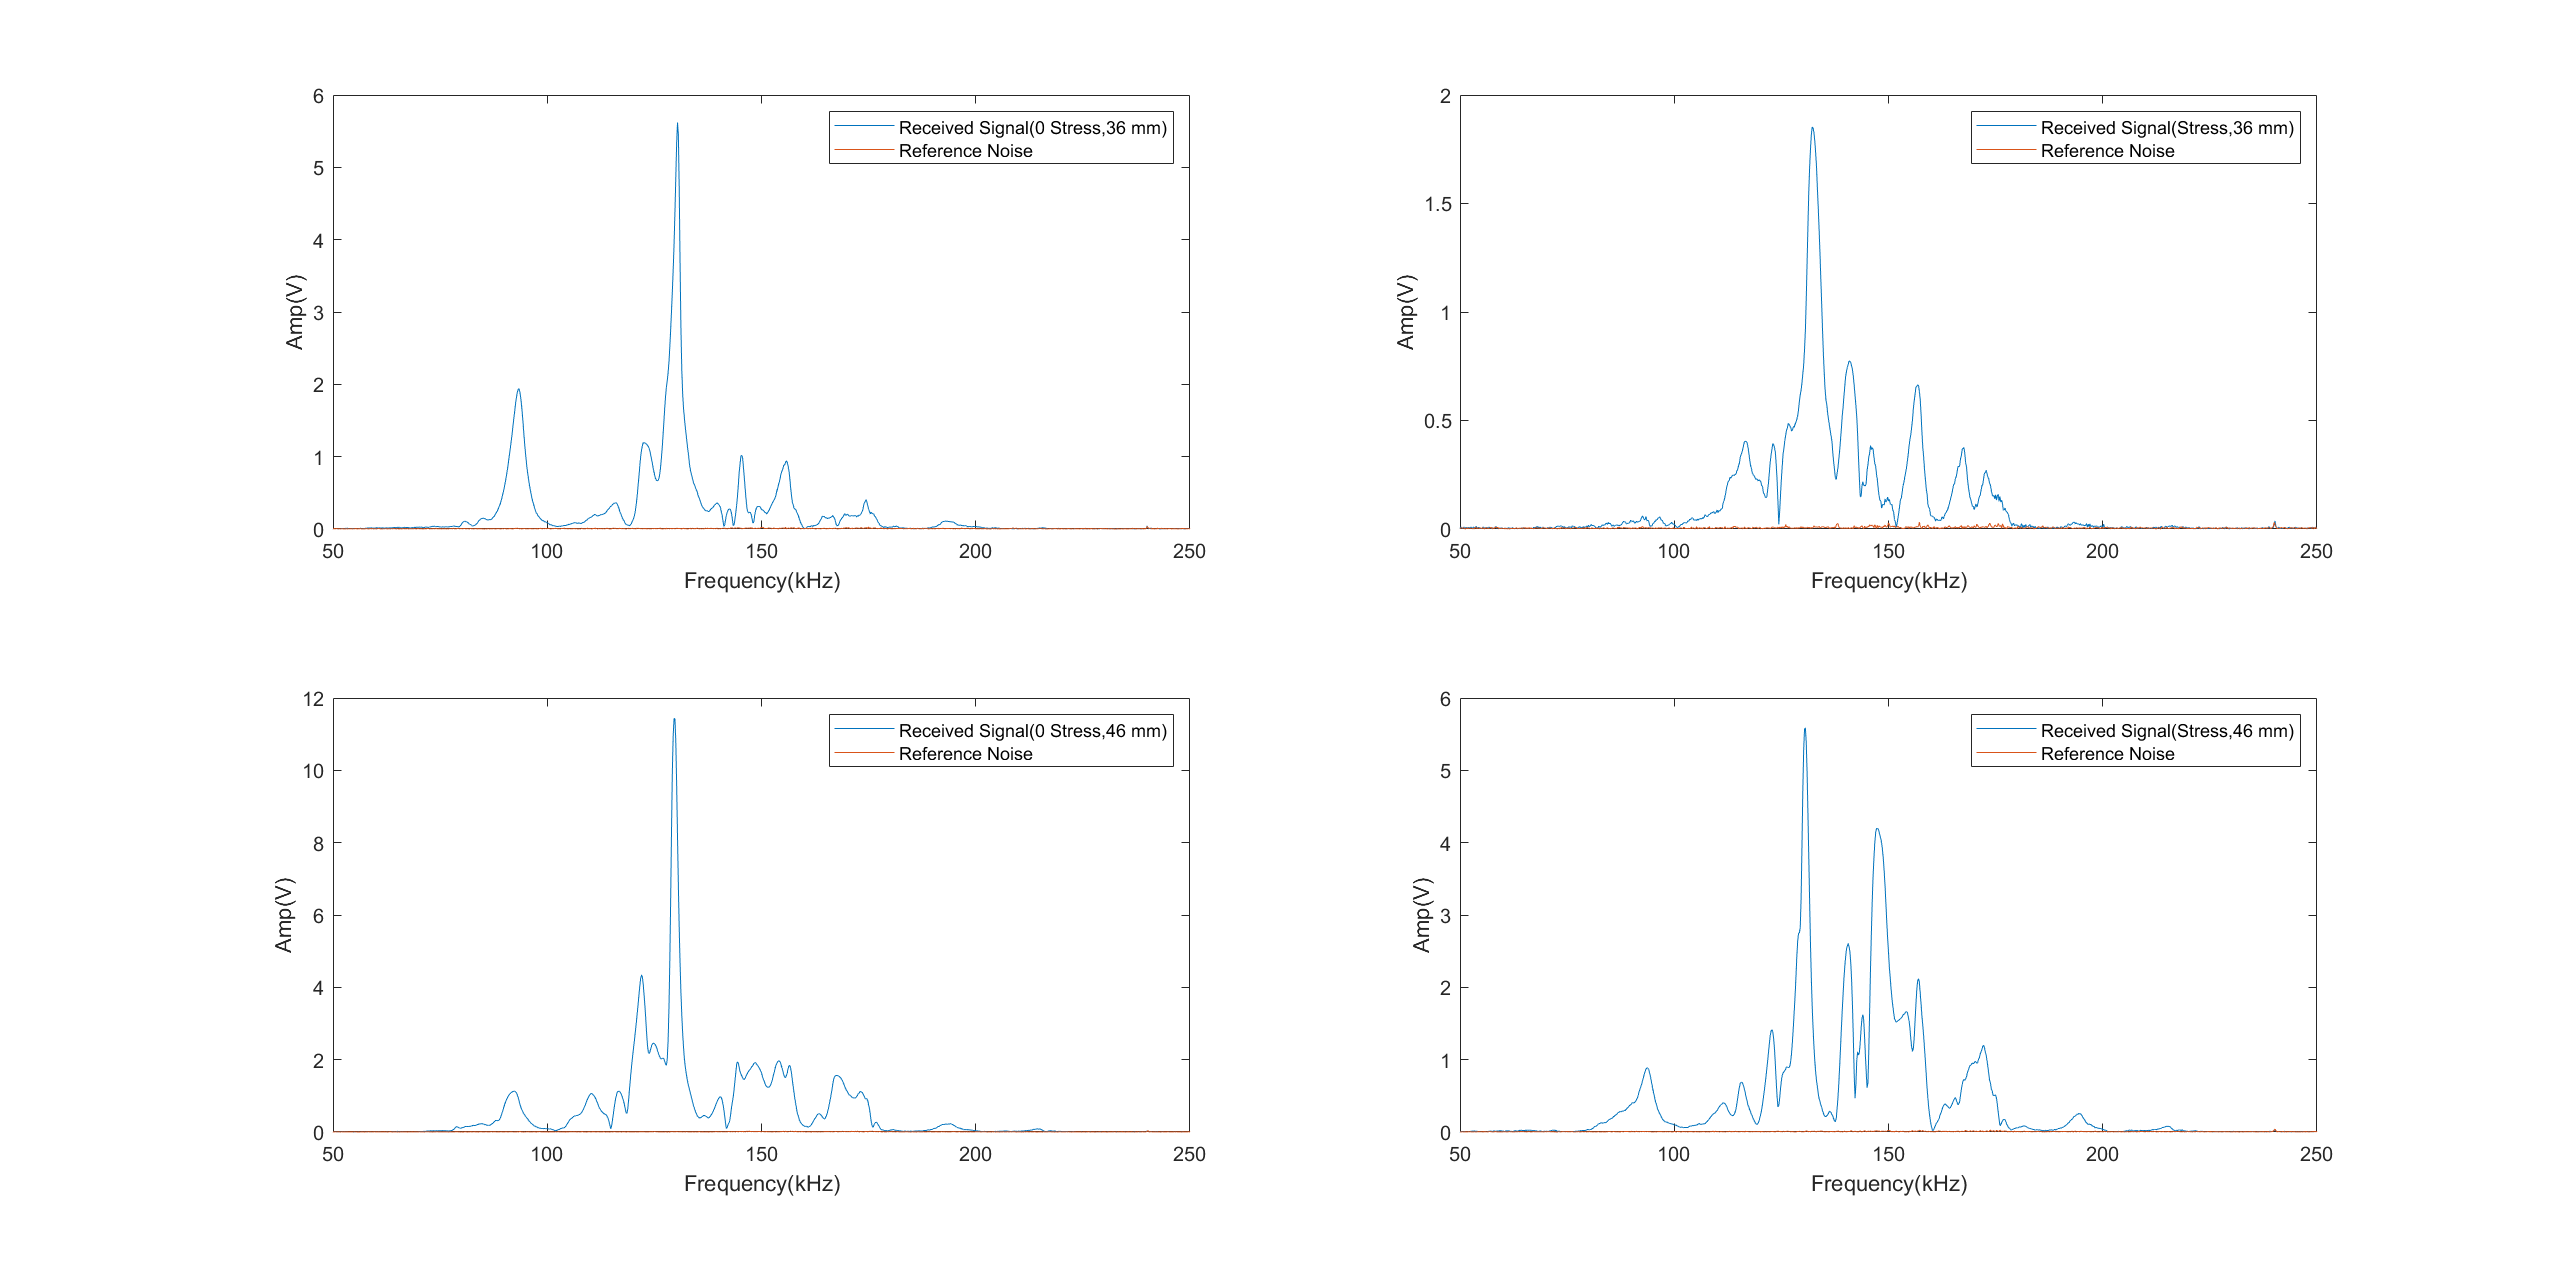 6
5
4
3
2
1
0
50
100
150
200
250
Amp(V)
Frequency(kHz)
Received Signal(0 Stress,36 mm)
Reference Noise
2
1.5
1
0.5
0
50
100
150
200
250
Amp(V)
Frequency(kHz)
Received Signal(Stress,36 mm)
Reference Noise
12
10
8
6
4
2
0
50
100
150
200
250
Amp(V)
Frequency(kHz)
Received Signal(0 Stress,46 mm)
Reference Noise
6
5
4
3
2
1
0
50
100
150
200
250
Amp(V)
Frequency(kHz)
Received Signal(Stress,46 mm)
Reference Noise